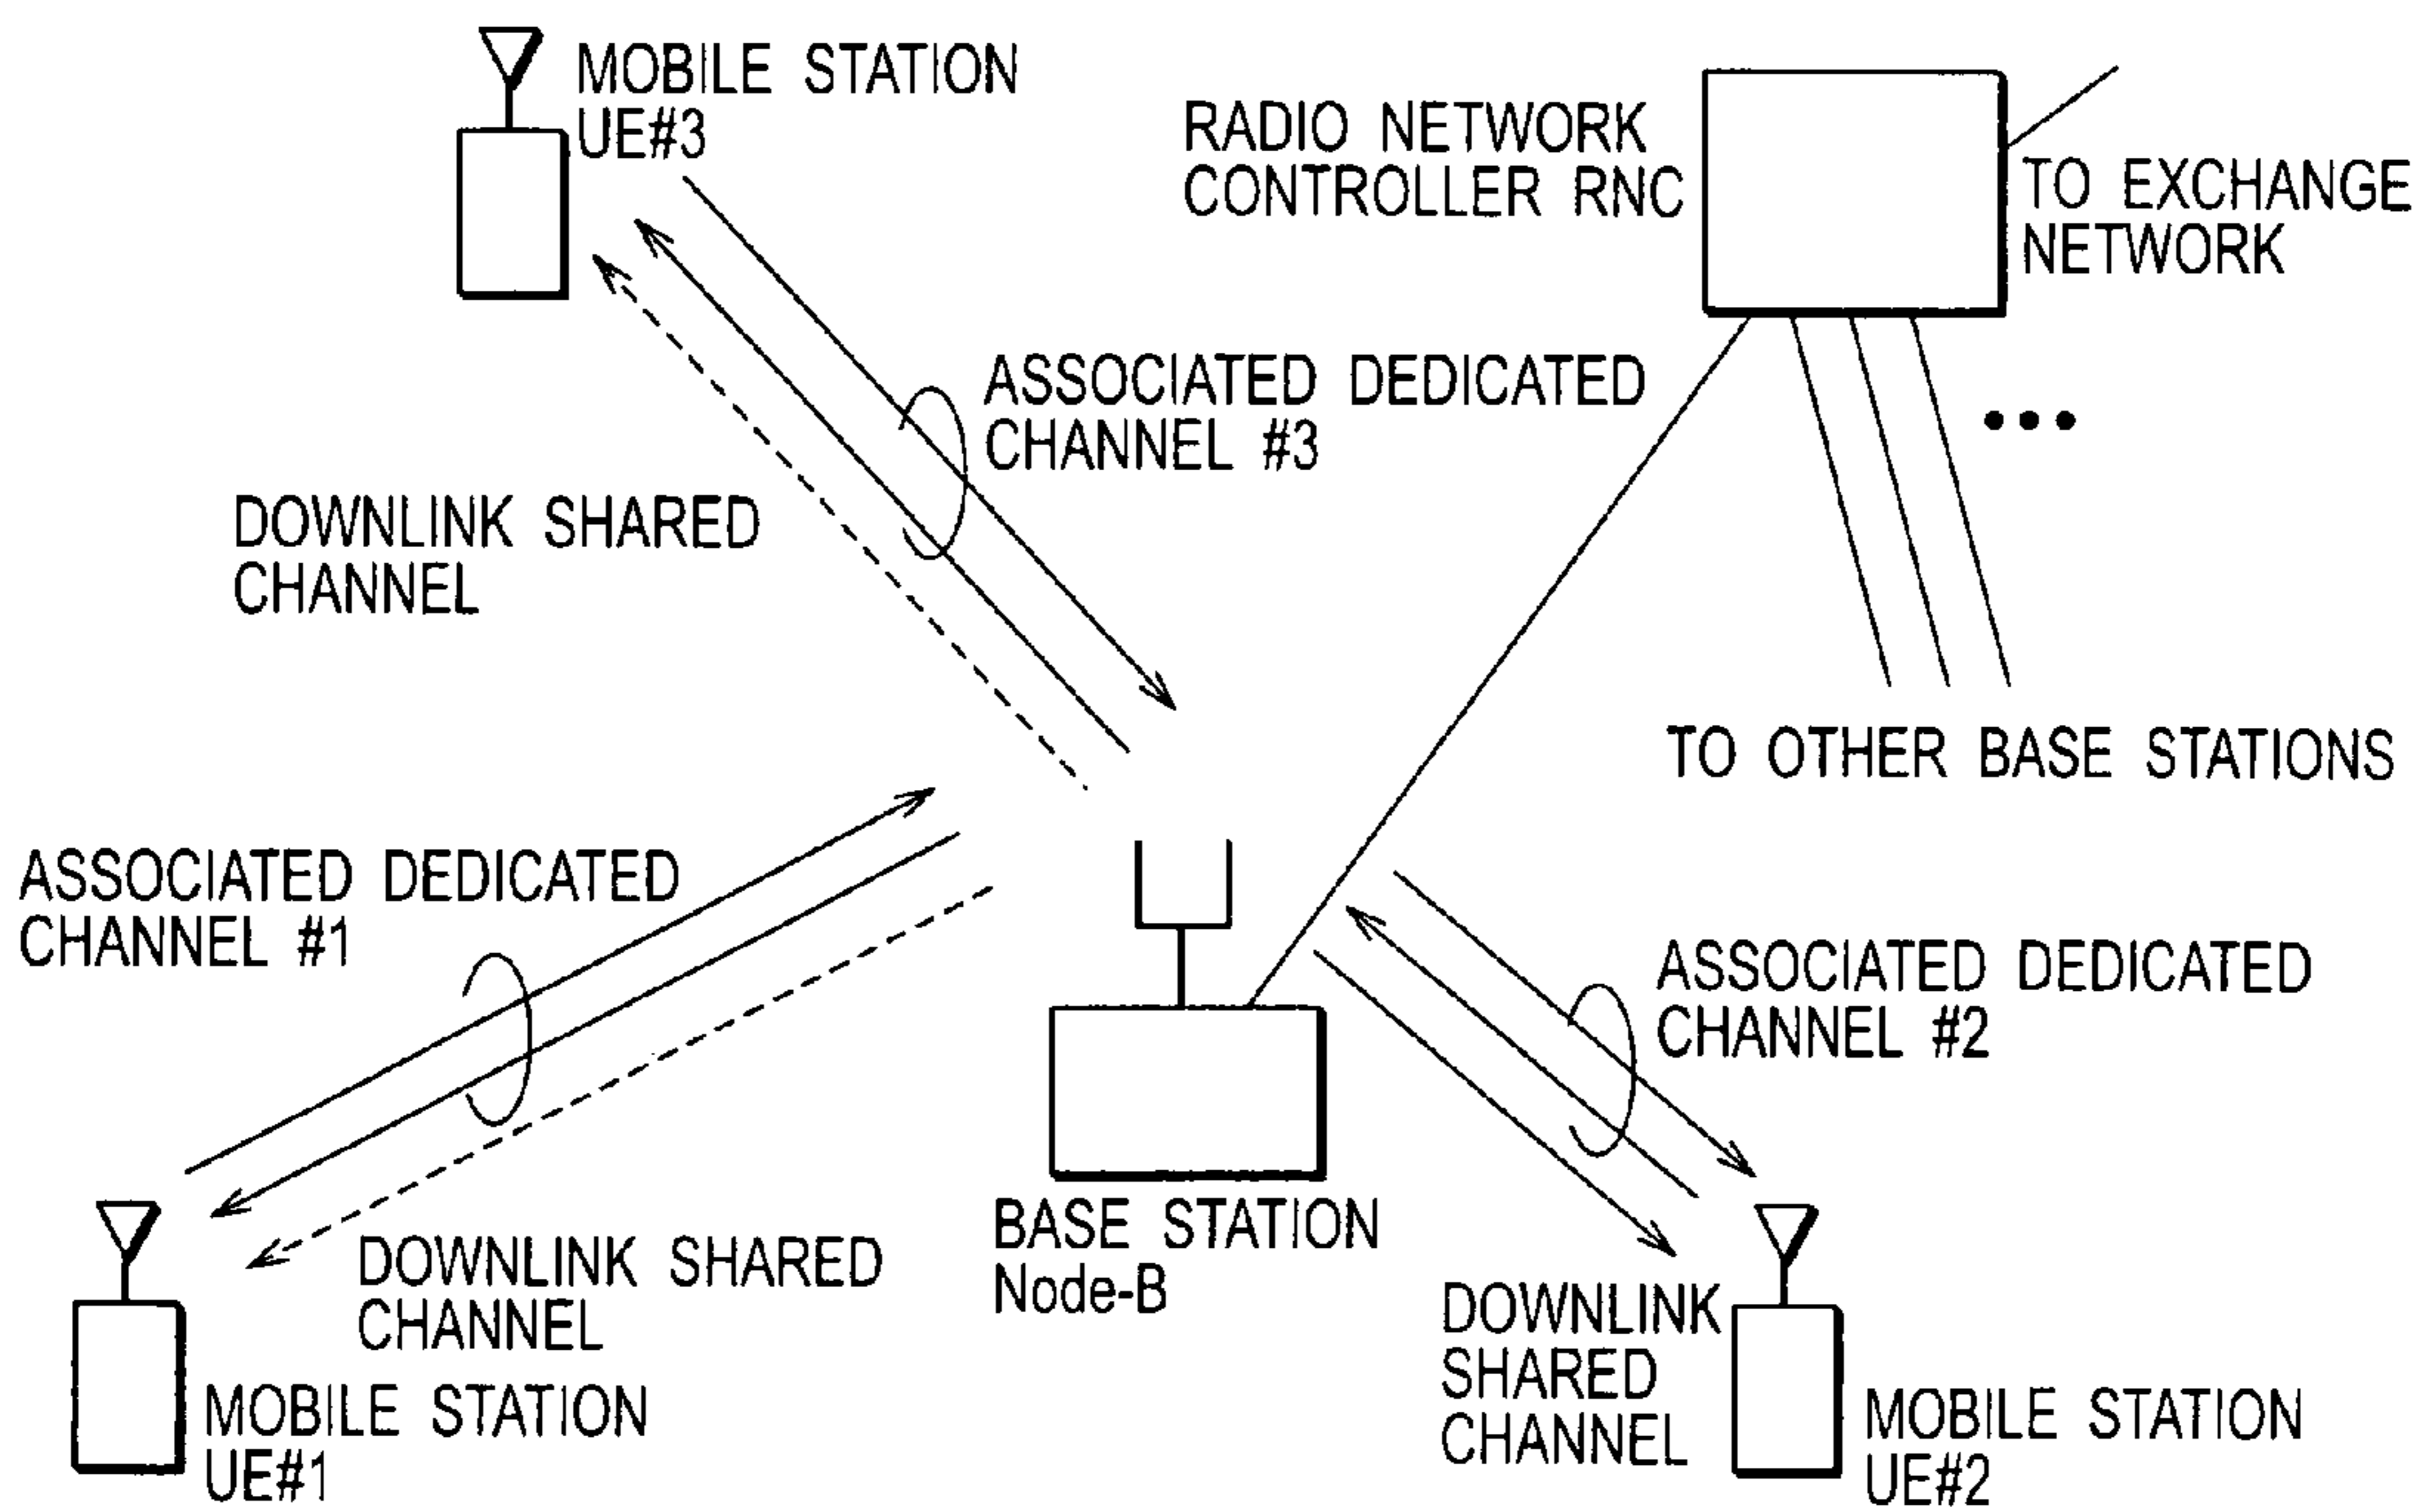 MOBILE STATION
UE#3
RADIO NETWORK
CONTROLLER RNC
TO EXCHANGE
NETWORK
ASSOCIATED DEDICATED
CHANNEL #3
DOWNLINK SHARED
CHANNEL
TO OTHER BASE STATIONS
ASSOCIATED DEDICATED
CHANNEL #1
ASSOCIATED DEDICATED
CHANNEL #2
BASE STATION
Node-B
DOWNLINK SHARED
CHANNEL
DOWNLINK
SHARED
CHANNEL
MOBILE STATION
UE#1
MOBILE STATION
UE#2